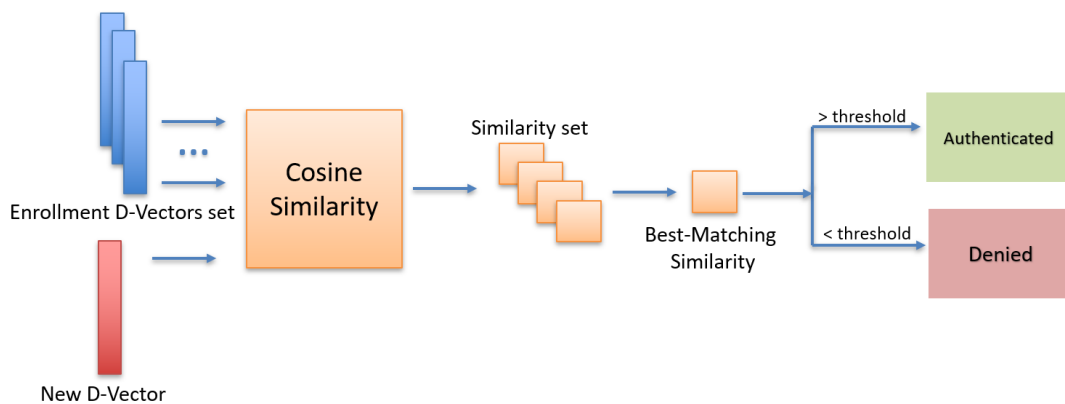 Enrollment D-Vectors set
New D-Vector
Cosine
Similarity
Similarity set
Best-Matching
Similarity
> threshold
< threshold
Authenticated
Denied